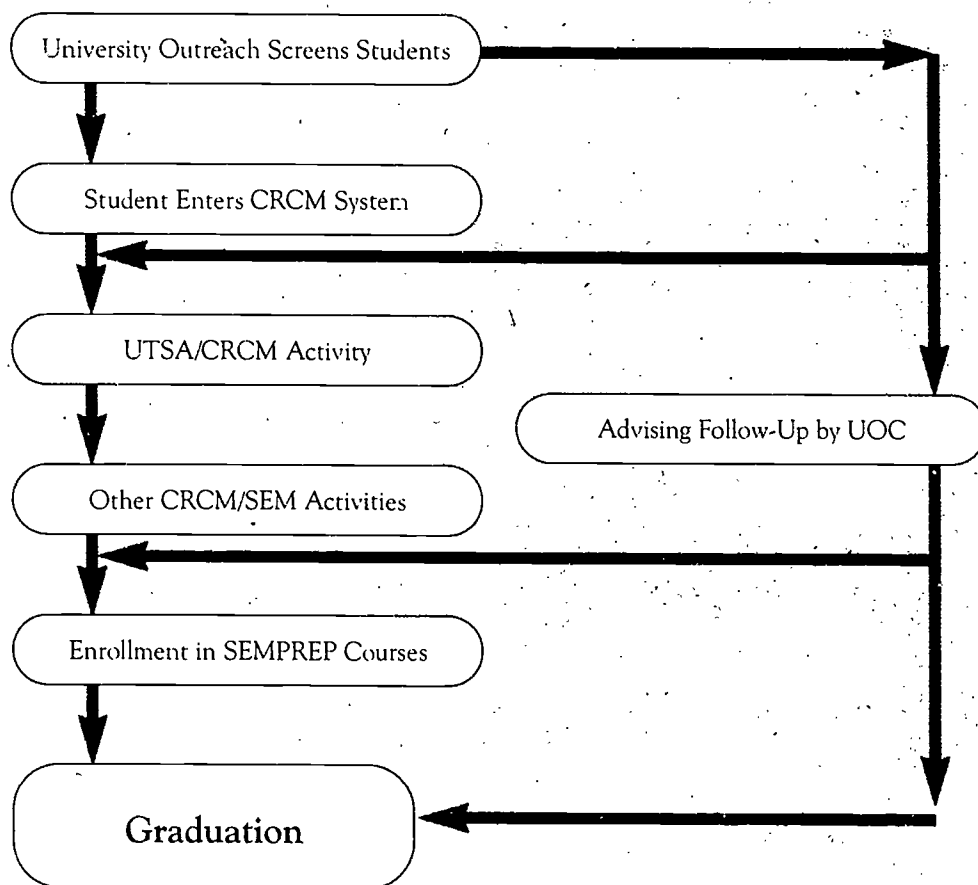 University Outreach Screens Students
Student Enters CRCM System
UTSA/CRCM Activity
Advising Follow-Up by UOC
Other CRCM/SEM Activities
Enrollment in SEMPREP Courses
Graduation